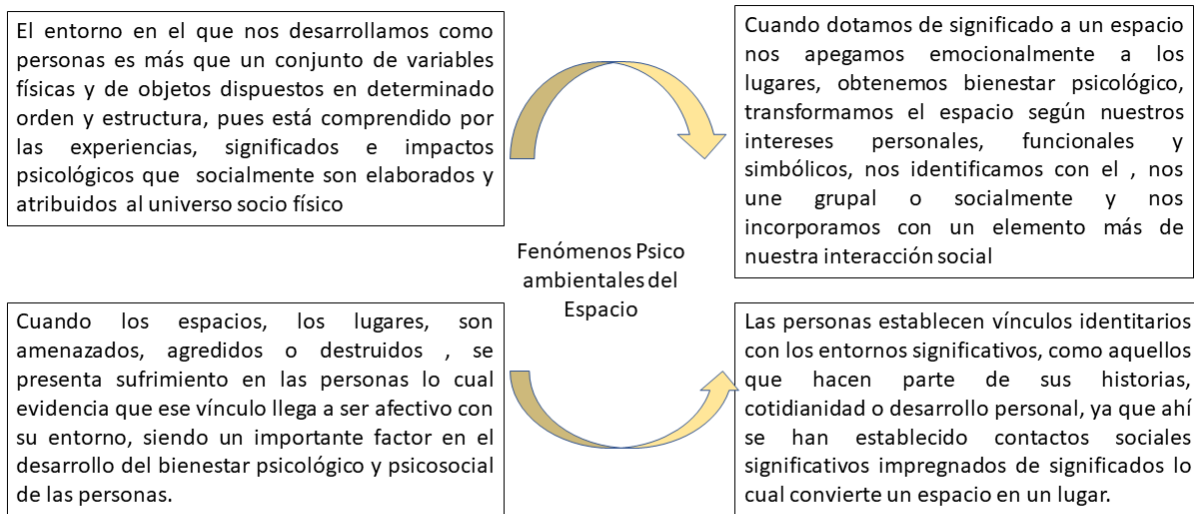 El entorno en el que nos desarrollamos como
personas es más que un conjunto de variables
físicas y de objetos dispuestos en determinado
orden y estructura, pues está comprendido por
las experiencias, significados e impactos
psicológicos que socialmente son elaborados y
atribuidos al universo socio físico
Cuando dotamos de significado a un espacio
nos apegamos emocionalmente a los
lugares, obtenemos bienestar psicológico,
transformamos el espacio según nuestros
intereses personales, funcionales y
simbólicos, nos identificamos con el , nos
une grupal o socialmente y nos
incorporamos con un elemento más de
nuestra interacción social
Fenómenos Psico
ambientales del
Espacio
Cuando los espacios, los lugares, son
amenazados, agredidos o destruidos , se
presenta sufrimiento en las personas lo cual
evidencia que ese vínculo llega a ser afectivo con
su entorno, siendo un importante factor en el
desarrollo del bienestar psicológico y psicosocial
de las personas.
Las personas establecen vínculos identitarios
con los entornos significativos, como aquellos
que hacen parte de sus historias,
cotidianidad o desarrollo personal, ya que ahí
se han establecido contactos sociales
significativos impregnados de significados lo
cual convierte un espacio en un lugar.